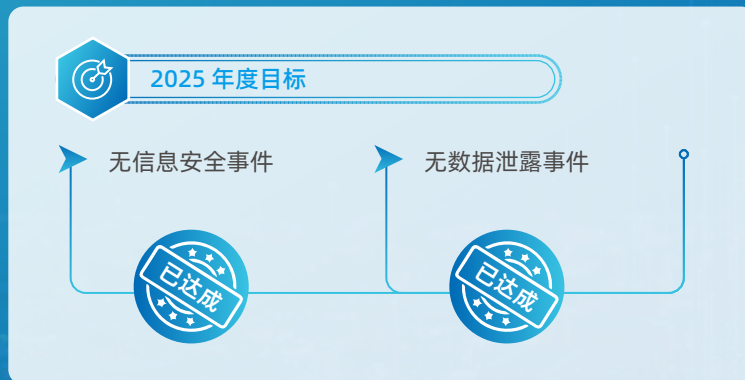 2025 年度目标
无信息安全事件
无数据泄露事件
已达成
已达成